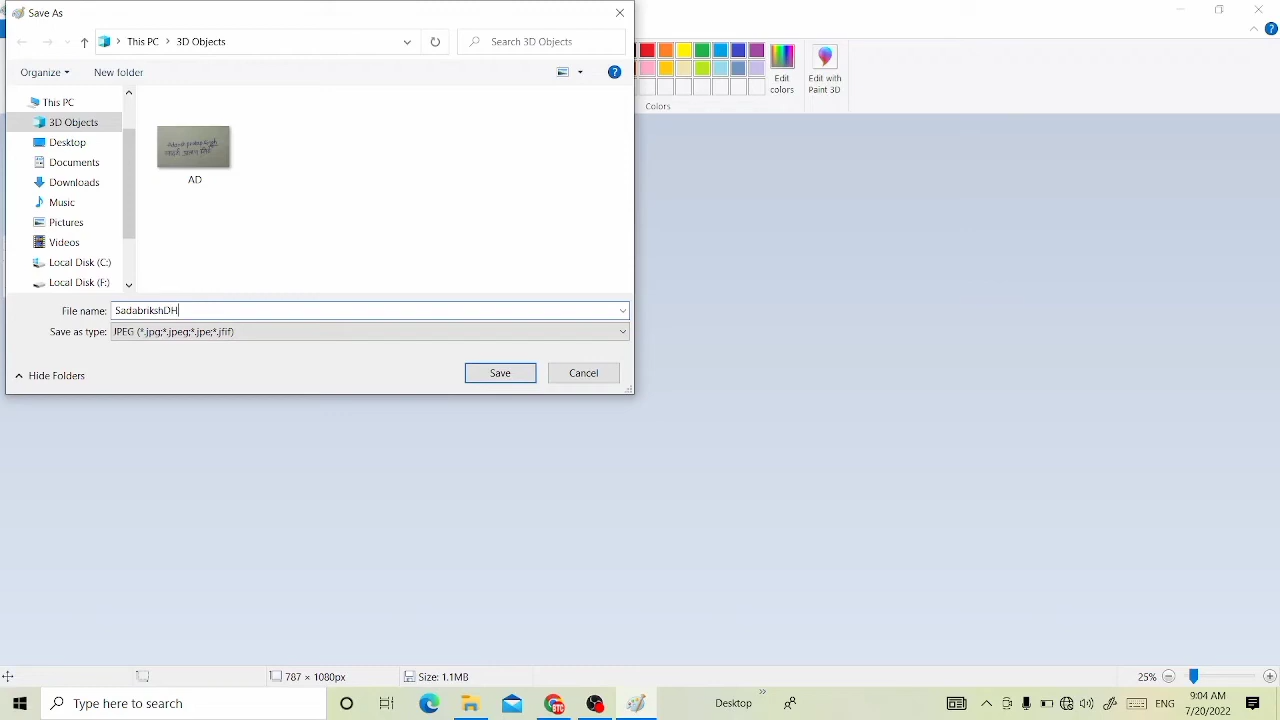 Save As
This PC
3D Objects
Search 3D Objects
rganize
New folder
This PC
3D Objects
Desktop
Documents
Downloads
Music
Pictures
Videos
Local Disk (C:)
Local Disk (F:)
AD
File name:
SadabrikshDH
Save as type:
JPEG (*.jpg;*.jpeg;*.jpe;*.jfif)
Hide Folders
Save
Cancel
Edit colors
Edit with Paint 3D
Colors
787 × 1080px
Size: 1.1MB
25%
Type here to search
Desktop
ENG
9:04 AM
7/20/2022